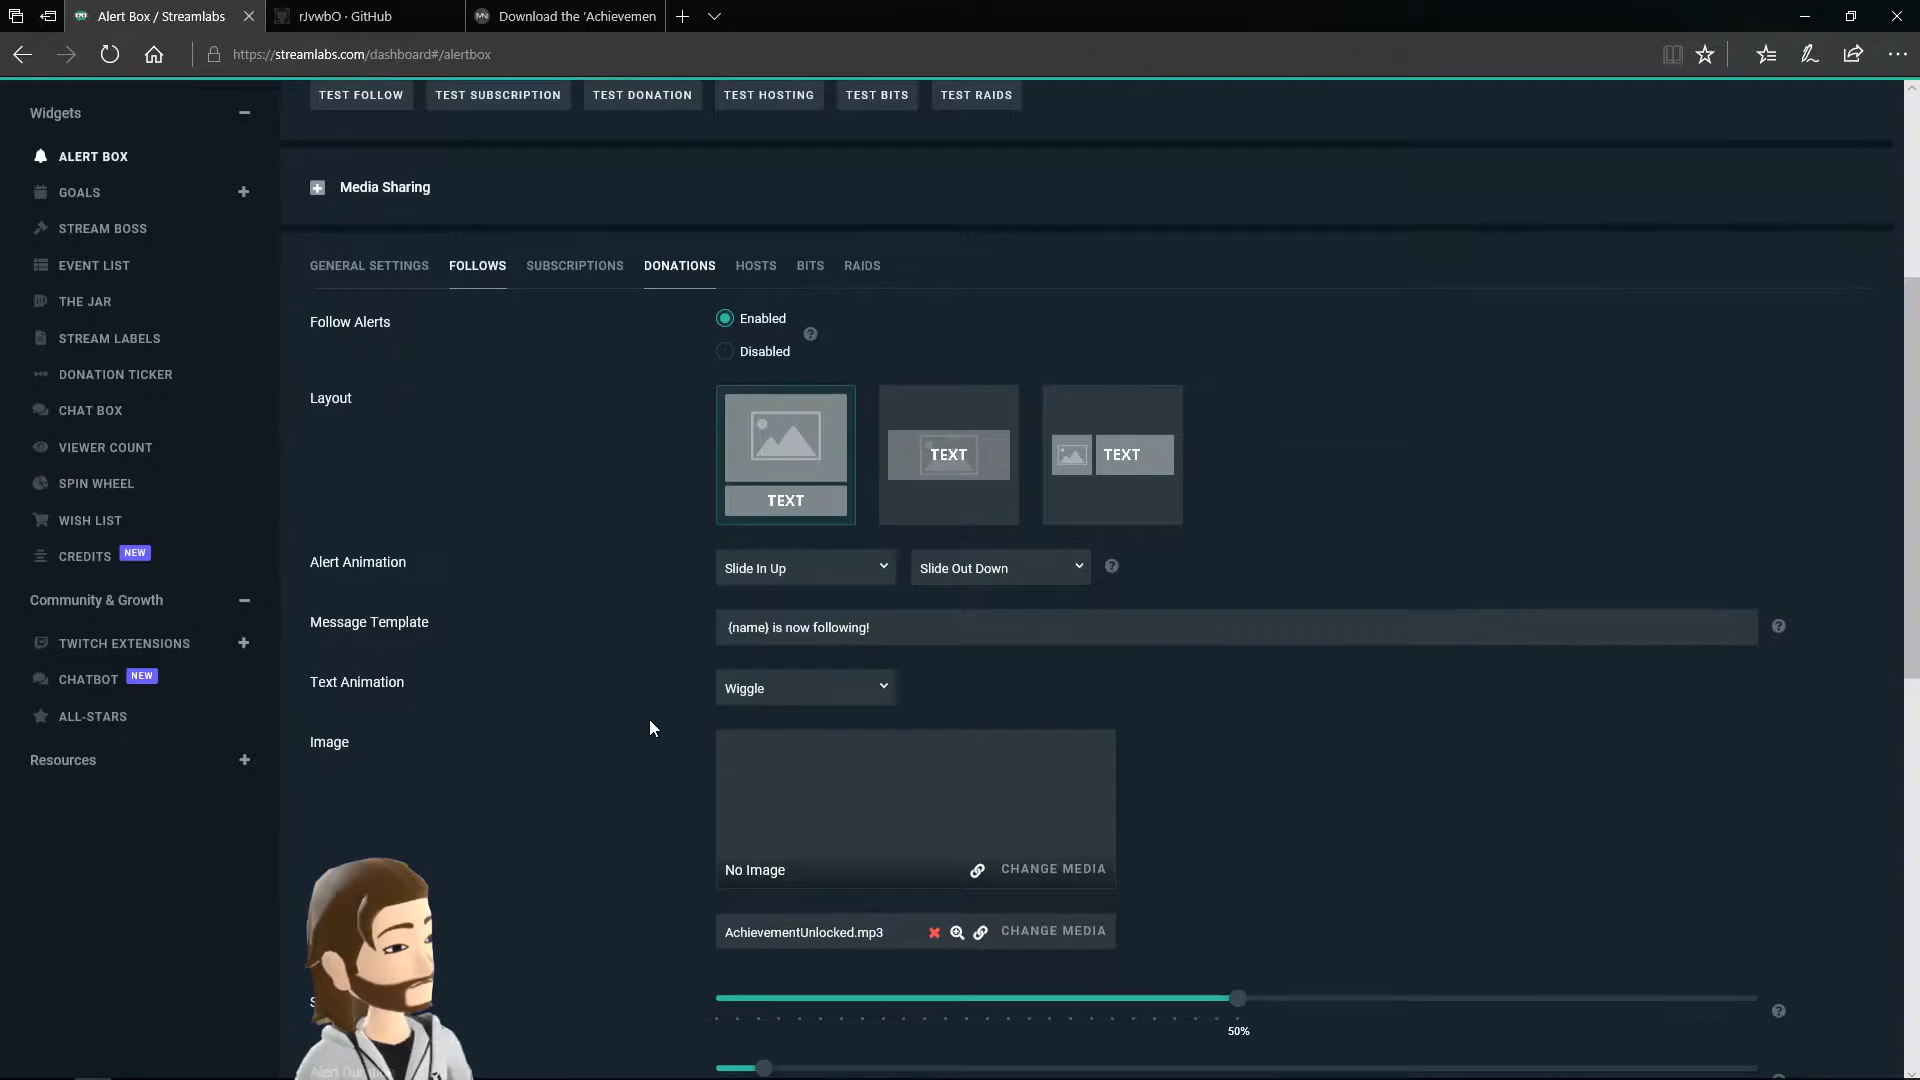 Alert Box / Streamlabs
rJvwbO · GitHub
Download the 'Achievemen
https://streamlabs.com/dashboard#/alertbox
Widgets
ALERT BOX
GOALS
STREAM BOSS
EVENT LIST
THE JAR
STREAM LABELS
DONATION TICKER
CHAT BOX
VIEWER COUNT
SPIN WHEEL
WISH LIST
CREDITS NEW
Community & Growth
TWITCH EXTENSIONS
CHATBOT NEW
ALL-STARS
Resources
TEST FOLLOW TEST SUBSCRIPTION TEST DONATION TEST HOSTING TEST BITS TEST RAIDS
Media Sharing
GENERAL SETTINGS FOLLOWS SUBSCRIPTIONS DONATIONS HOSTS BITS RAIDS
Follow Alerts
Enabled
Disabled
Layout
TEXT
TEXT
TEXT
Alert Animation
Slide In Up
Slide Out Down
Message Template
{name} is now following!
Text Animation
Wiggle
Image
No Image
CHANGE MEDIA
AchievementUnlocked.mp3
CHANGE MEDIA
50%
Alert Duration